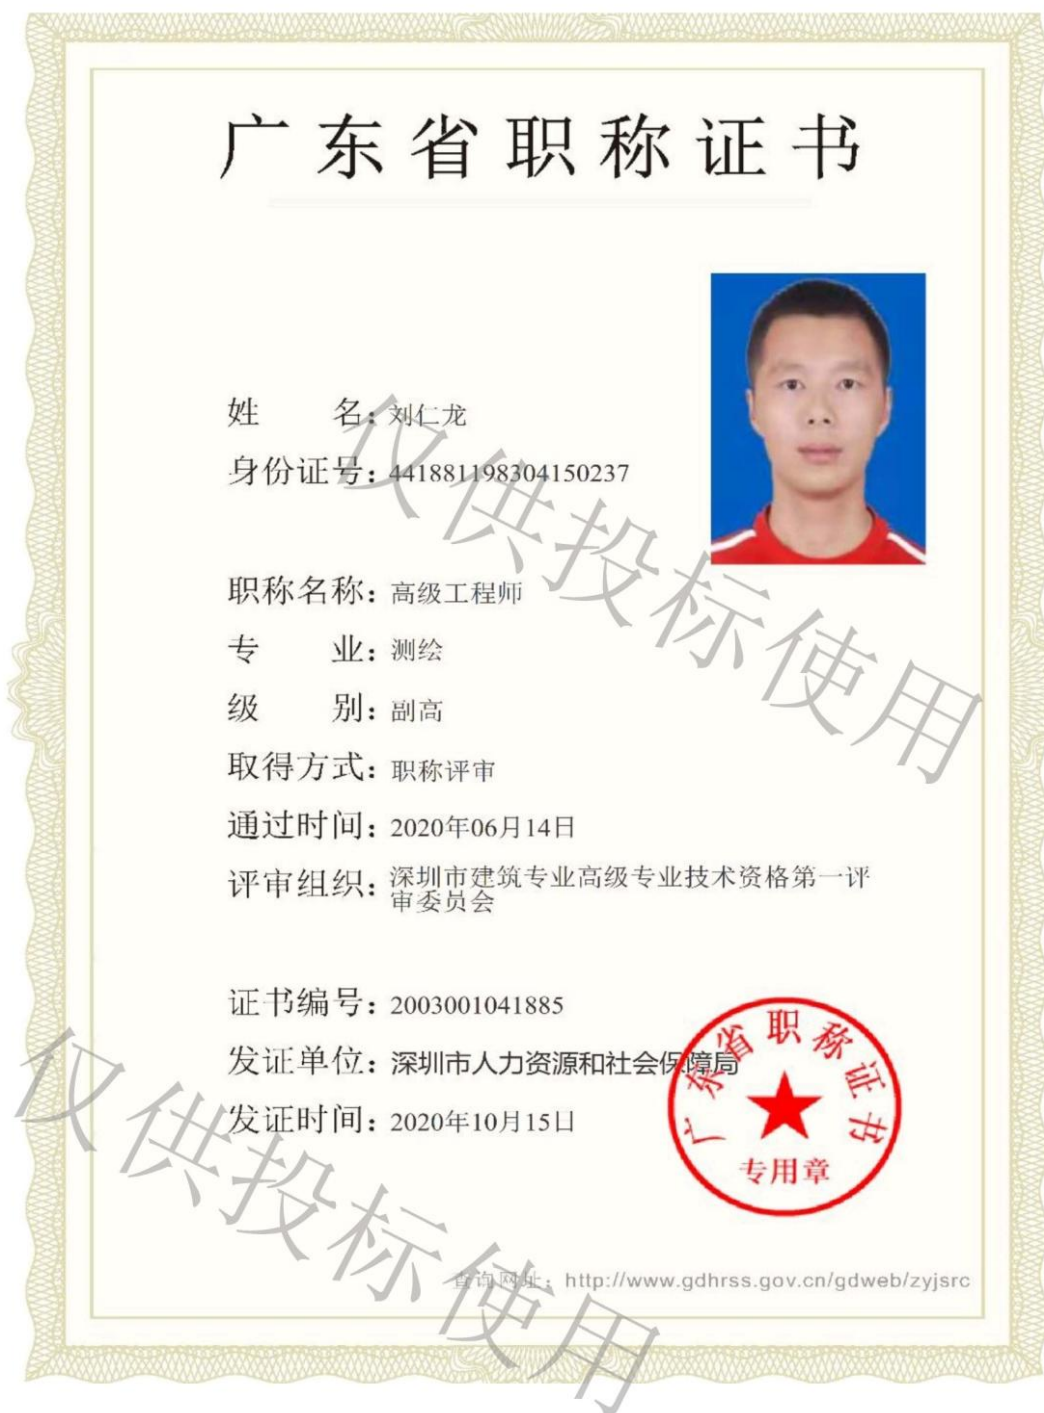 广东省职称证书
姓 名：刘仁龙
身份证号：441881198304150237
职称名称：高级工程师
专 业：测绘
级 别：副高
取得方式：职称评审
通过时间：2020年06月14日
评审组织：深圳市建筑专业高级专业技术资格第一评
审委员会
证书编号：2003001041885
发证单位：深圳市人力资源和社会保障局
发证时间：2020年10月15日
广东省职称证书
专用章
查询网址：http://www.gdhrss.gov.cn/gdweb/zyjsrc
仅供投标使用
仅供投标使用